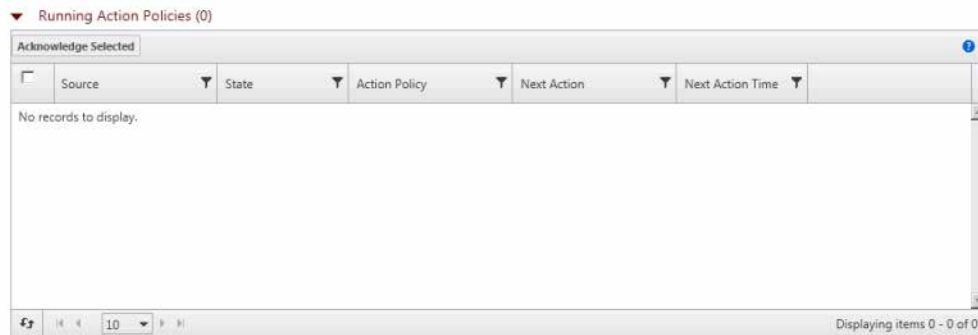 Running Action Policies (0)
Acknowledge Selected ?
Source State Action Policy Next Action Next Action Time
No records to display.
10 Displaying items 0 - 0 of 0